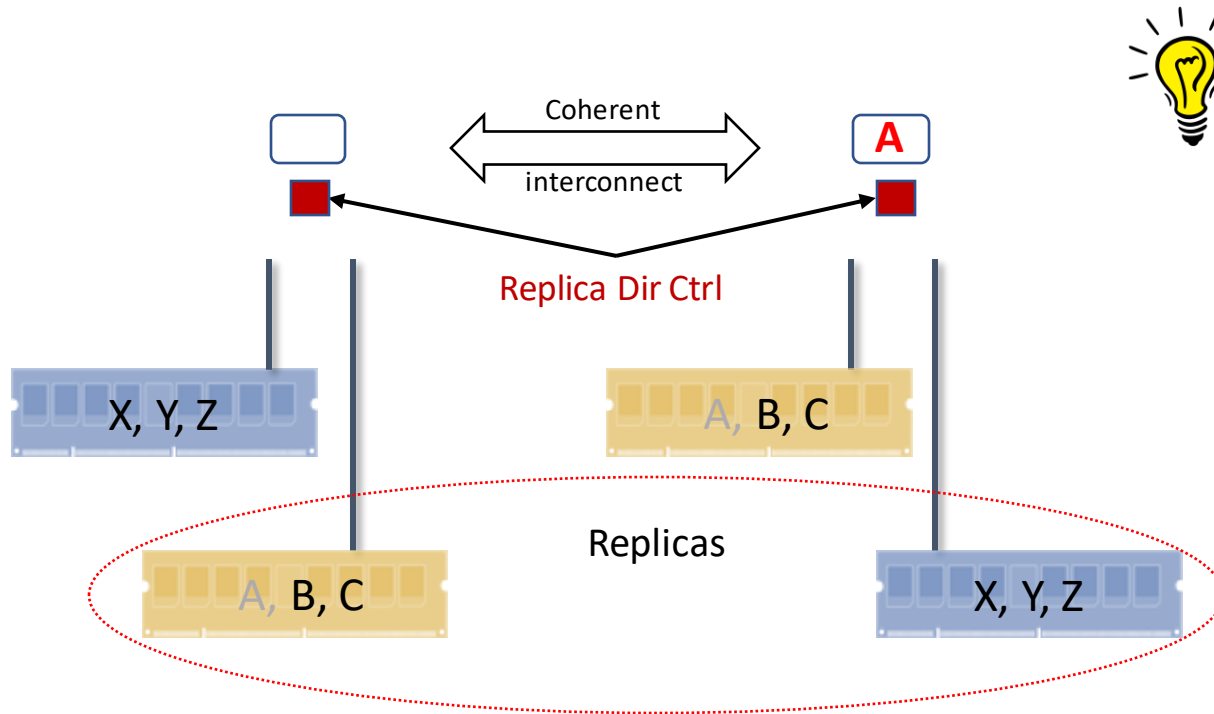 Coherent
A
interconnect
Replica Dir Ctrl
X, Y, Z
A, B, C
Replicas
A, B, C
X, Y, Z